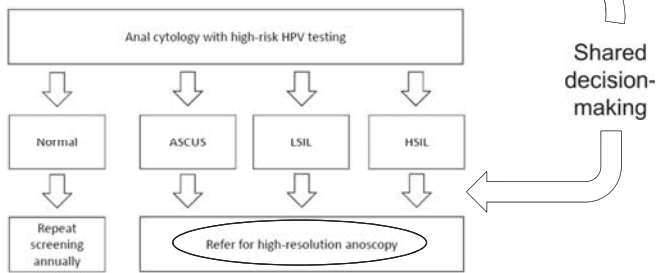 Anal cytology with high-risk HPV testing
Shared
decision-
making
Normal
ASCUS
LSIL
HSIL
Repeat
screening
annually
Refer for high-resolution anoscopy